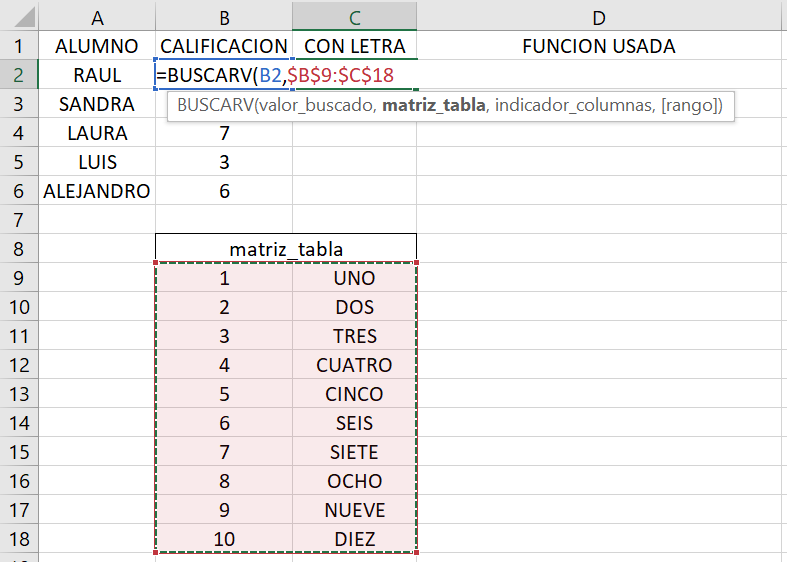 A B C D
1 ALUMNO CALIFICACION CON LETRA FUNCION USADA
2 RAUL =BUSCARV(B2,$B$9:$C$18
3 SANDRA BUSCARV(valor_buscado, matriz_tabla, indicador_columnas, [rango])
4 LAURA 7
5 LUIS 3
6 ALEJANDRO 6
7
8 matriz_tabla
9 1 UNO
10 2 DOS
11 3 TRES
12 4 CUATRO
13 5 CINCO
14 6 SEIS
15 7 SIETE
16 8 OCHO
17 9 NUEVE
18 10 DIEZ